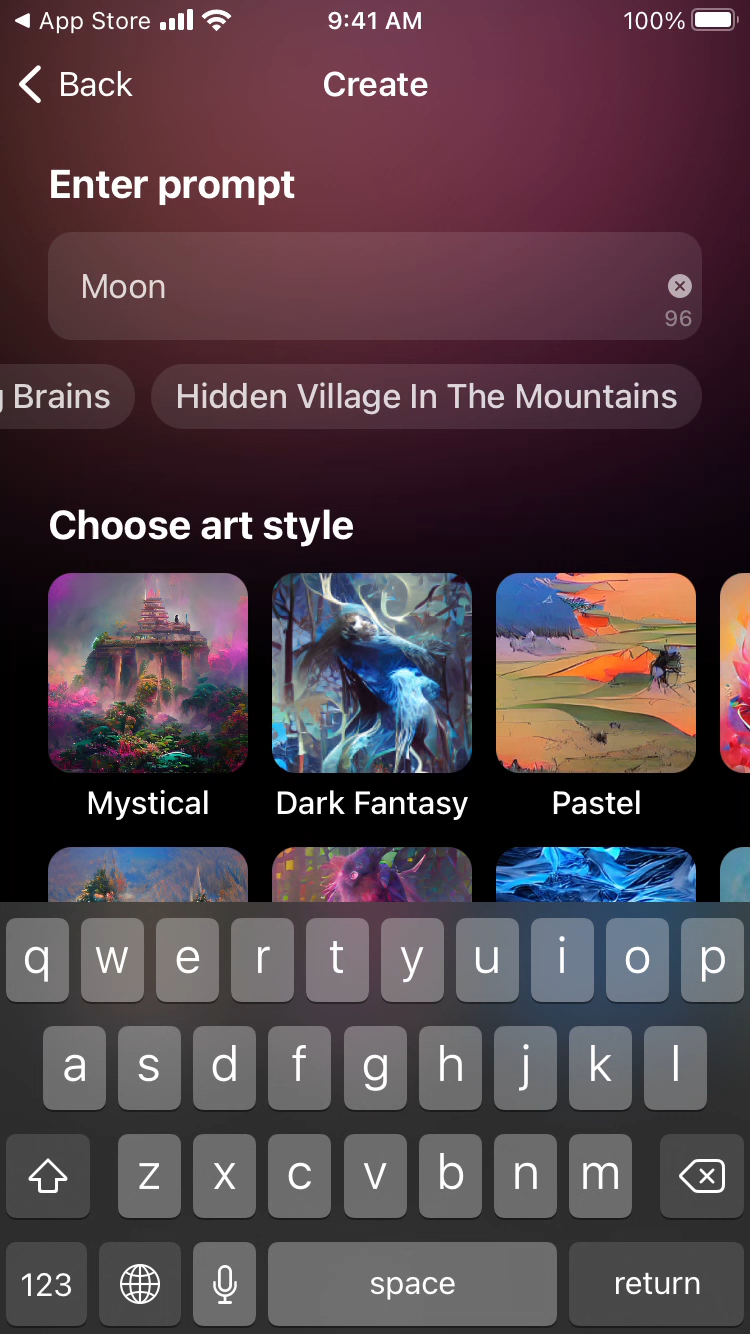 App Store 9:41 AM 100%
Back Create
Enter prompt
Moon
96
Brains Hidden Village In The Mountains
Choose art style
Mystical Dark Fantasy Pastel
q w e r t y u i o p
a s d f g h j k l
z x c v b n m
123 space return